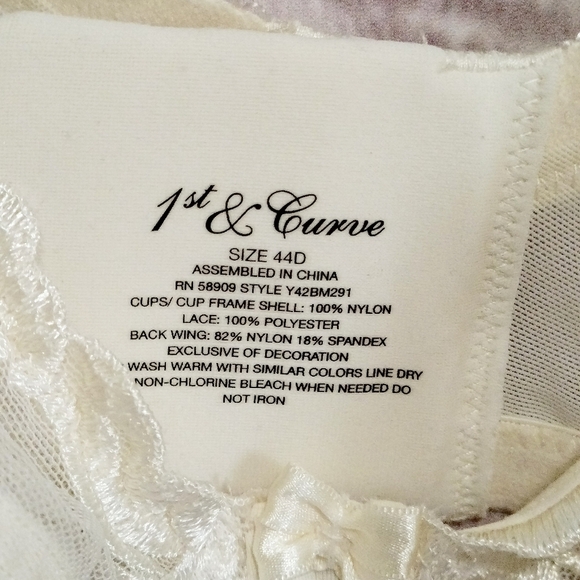 1st & Curve
SIZE 44D
ASSEMBLED IN CHINA
RN 58909 STYLE Y42BM291
CUPS/ CUP FRAME SHELL: 100% NYLON
LACE: 100% POLYESTER
BACK WING: 82% NYLON 18% SPANDEX
EXCLUSIVE OF DECORATION
WASH WARM WITH SIMILAR COLORS LINE DRY
NON-CHLORINE BLEACH WHEN NEEDED DO
NOT IRON